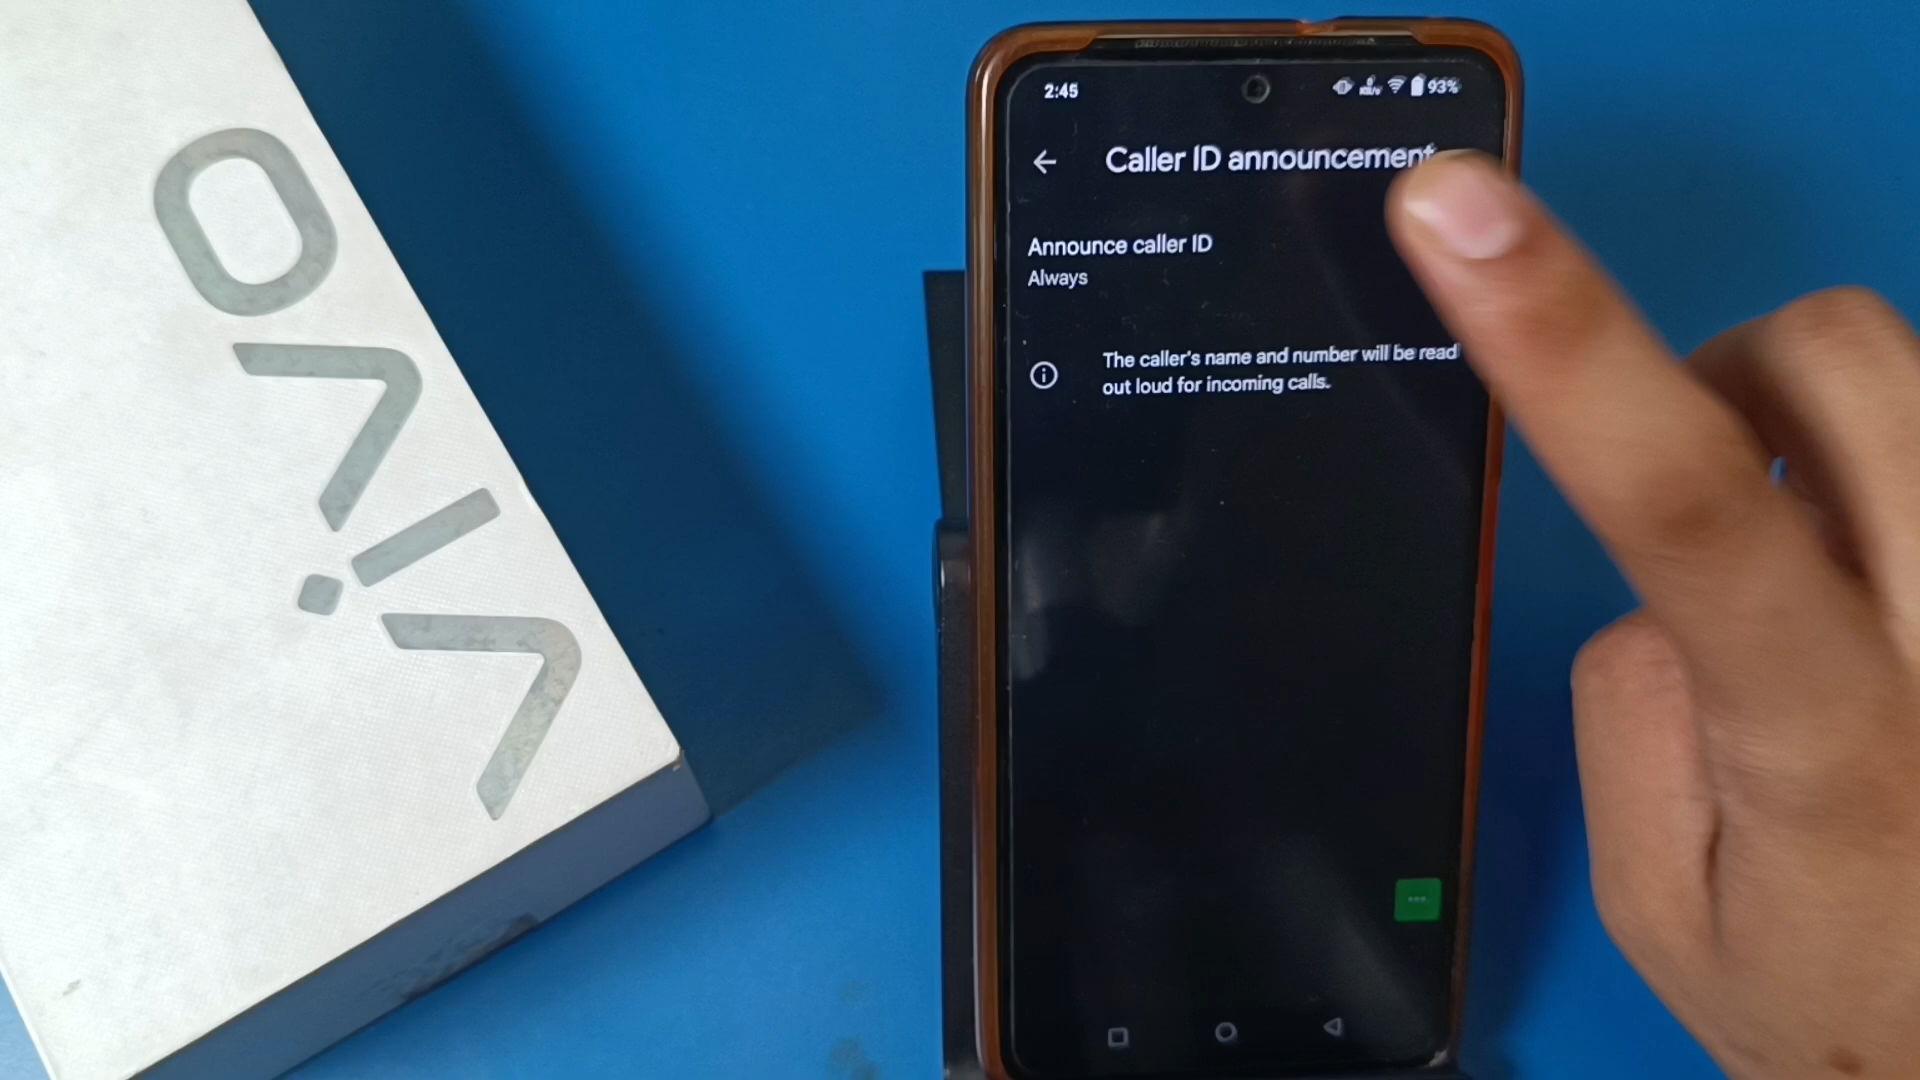 vivo
2:45
93%
Caller ID announcement
Announce caller ID
Always
The caller's name and number will be read
out loud for incoming calls.